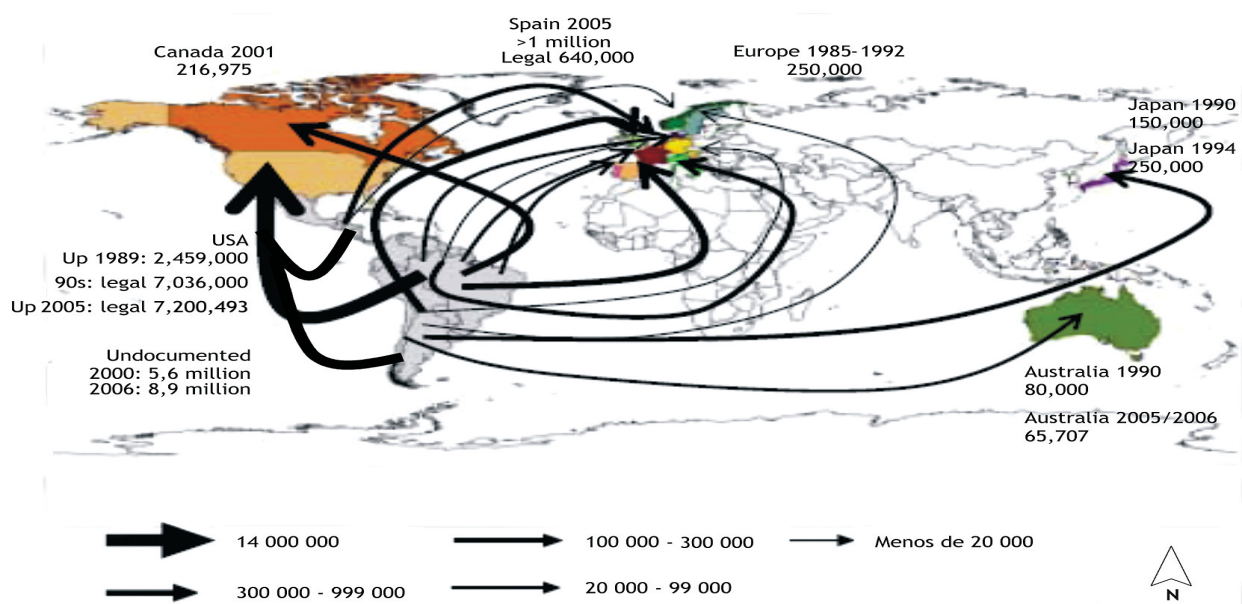 Spain 2005
>1 million
Legal 640,000
Canada 2001
216,975
Europe 1985-1992
250,000
Japan 1990
150,000
Japan 1994
250,000
USA
Up 1989: 2,459,000
90s: legal 7,036,000
Up 2005: legal 7,200,493
Undocumented
2000: 5,6 million
2006: 8,9 million
Australia 1990
80,000
Australia 2005/2006
65,707
14 000 000
100 000 - 300 000
Menos de 20 000
300 000 - 999 000
20 000 - 99 000
N